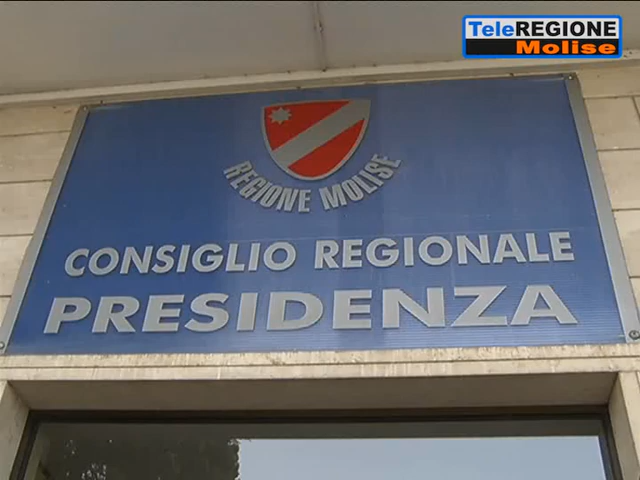 TeleREGIONE
Molise
REGIONE MOLISE
CONSIGLIO REGIONALE
PRESIDENZA